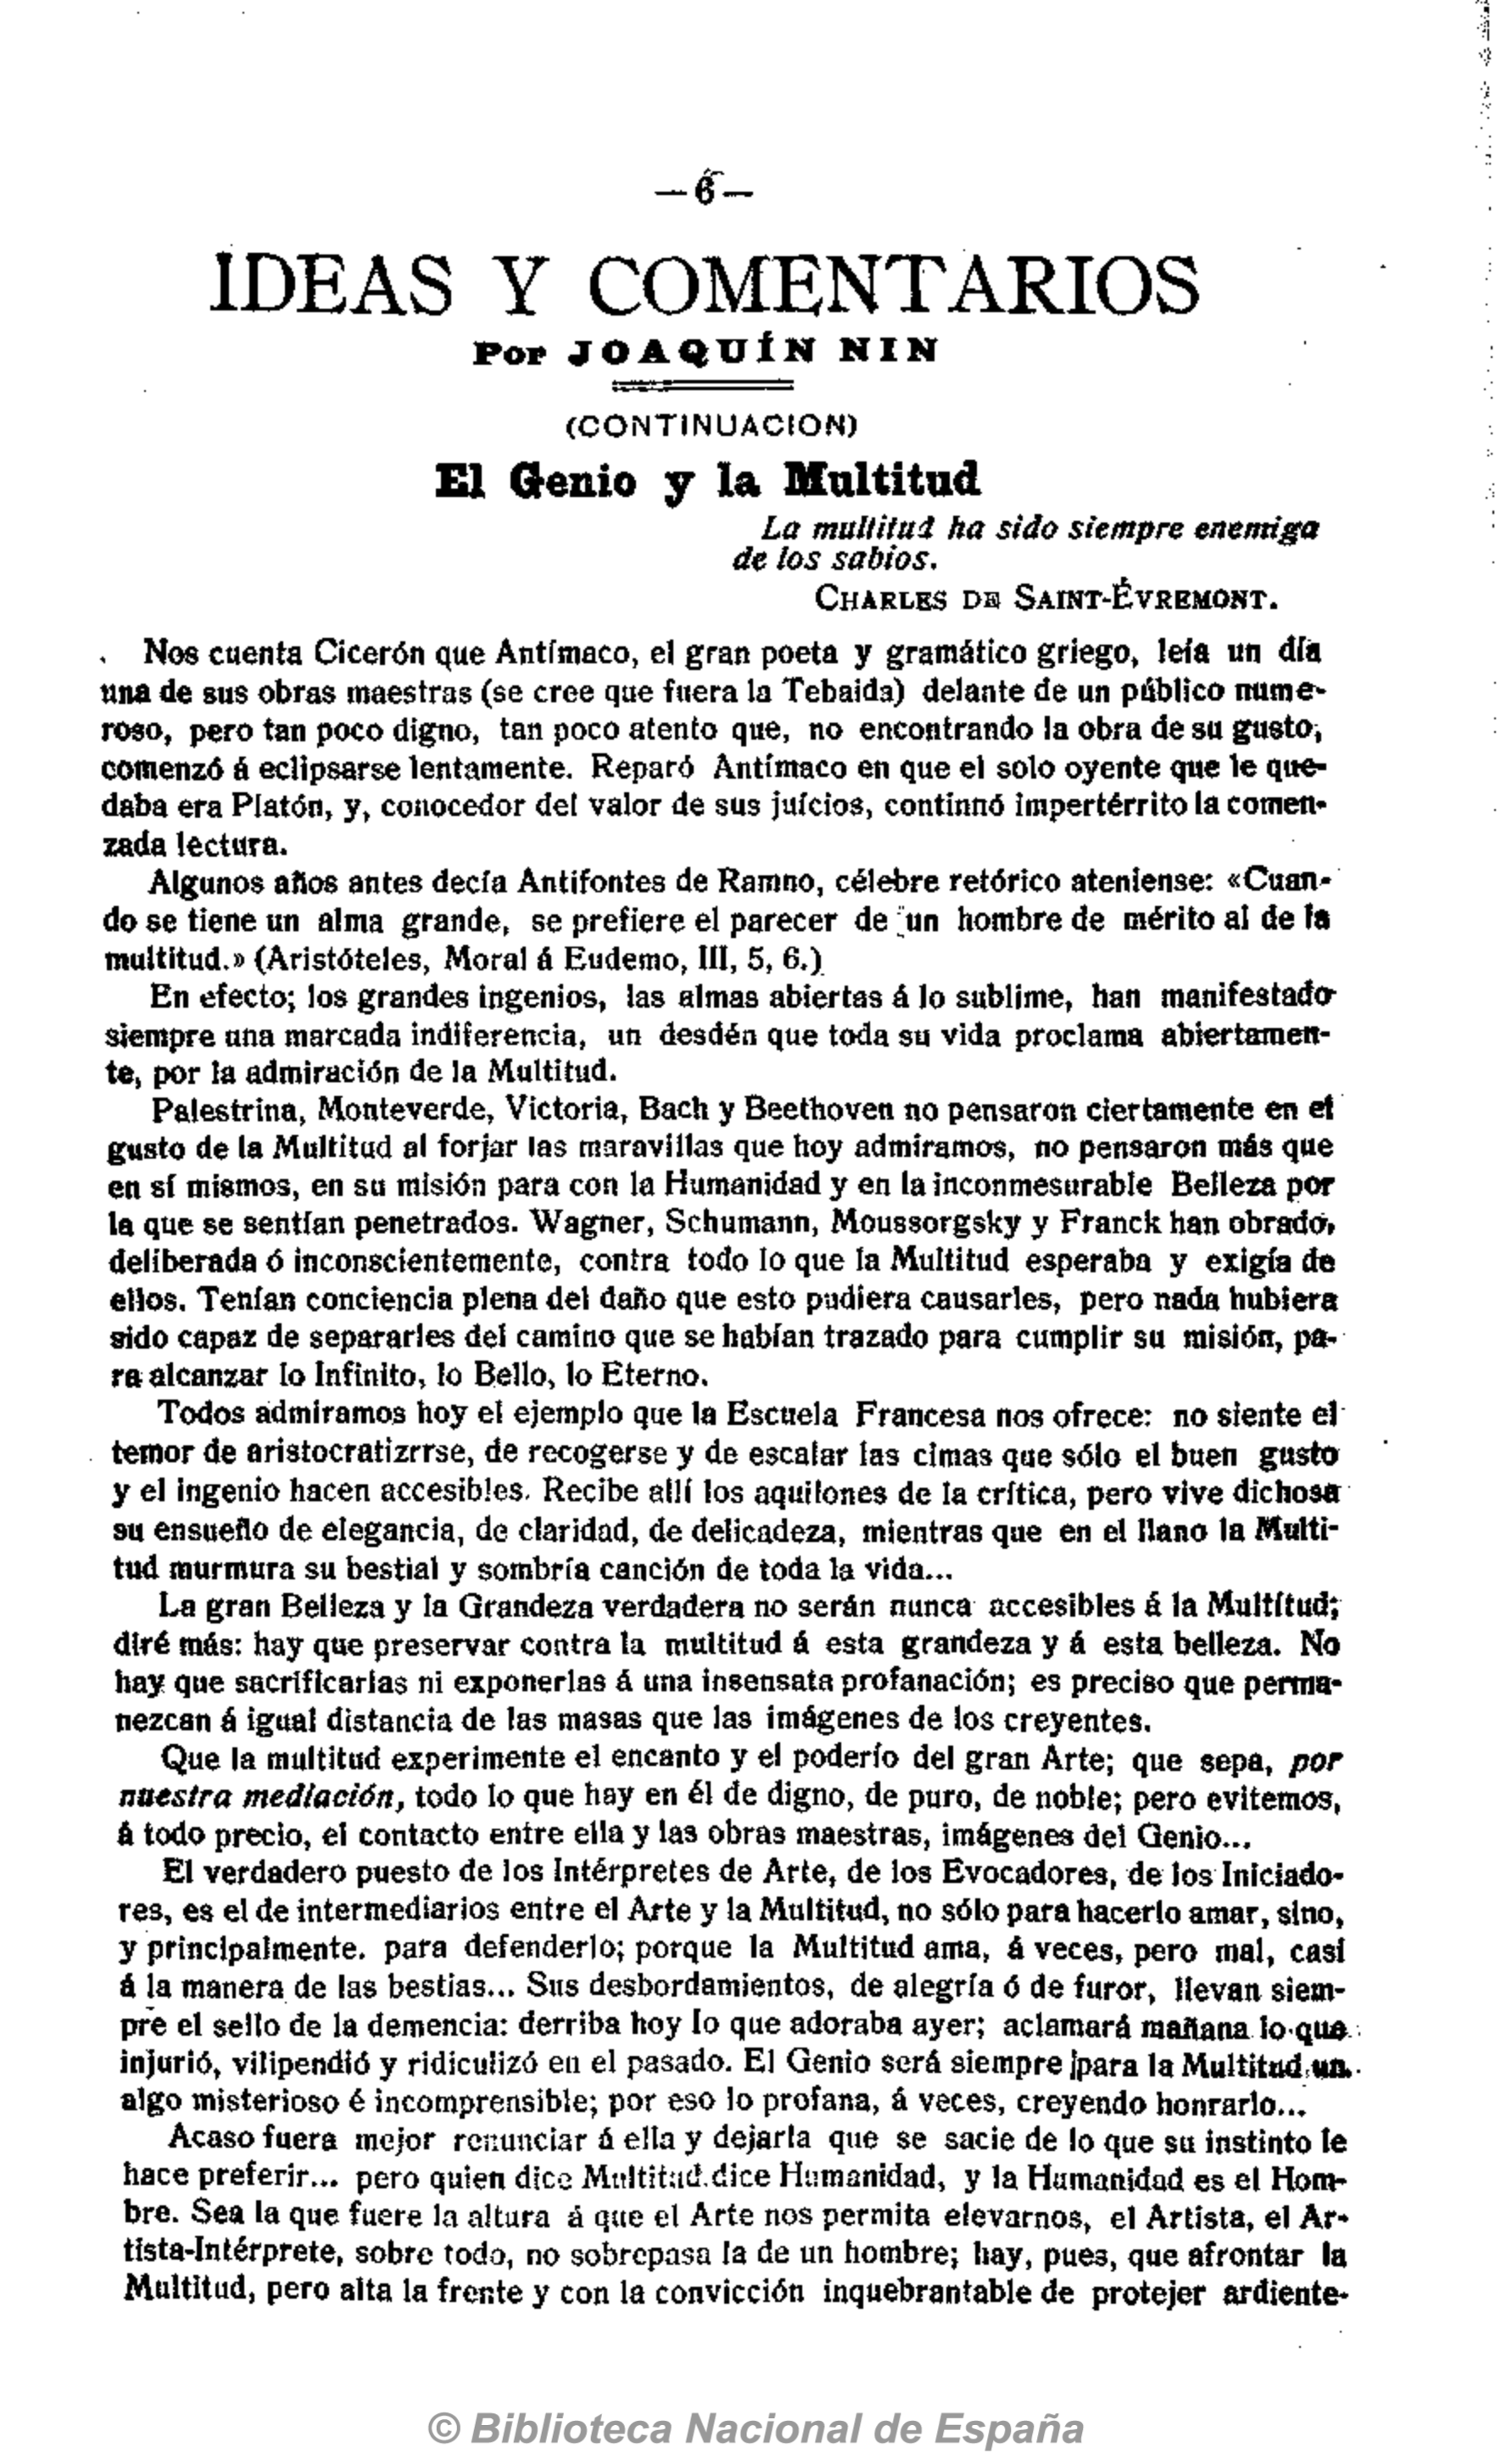 — 6 —
IDEAS Y COMENTARIOS
Por JOAQUÍN NIN
(CONTINUACION)
El Genio y la Multitud
La multitud ha sido siempre enemiga
de los sabios.
CHARLES DE SAINT-ÉVREMONT.
Nos cuenta Cicerón que Antímaco, el gran poeta y gramático griego, leía un día
una de sus obras maestras (se cree que fuera la Tebaida) delante de un público nume-
roso, pero tan poco digno, tan poco atento que, no encontrando la obra de su gusto,
comenzó á eclipsarse lentamente. Reparó Antímaco en que el solo oyente que le que-
daba era Platón, y, conocedor del valor de sus juícios, continnó impertérrito la comen-
zada lectura.
Algunos años antes decía Antifontes de Ramno, célebre retórico ateniense: «Cuan-
do se tiene un alma grande, se prefiere el parecer de un hombre de mérito al de la
multitud.» (Aristóteles, Moral á Eudemo, III, 5, 6.)
En efecto; los grandes ingenios, las almas abiertas á lo sublime, han manifestado
siempre una marcada indiferencia, un desdén que toda su vida proclama abiertamen-
te, por la admiración de la Multitud.
Palestrina, Monteverde, Victoria, Bach y Beethoven no pensaron ciertamente en el
gusto de la Multitud al forjar las maravillas que hoy admiramos, no pensaron más que
en sí mismos, en su misión para con la Humanidad y en la inconmesurable Belleza por
la que se sentían penetrados. Wagner, Schumann, Moussorgsky y Franck han obrado,
deliberada ó inconscientemente, contra todo lo que la Multitud esperaba y exigía de
ellos. Tenían conciencia plena del daño que esto pudiera causarles, pero nada hubiera
sido capaz de separarles del camino que se habían trazado para cumplir su misión, pa-
ra alcanzar lo Infinito, lo Bello, lo Eterno.
Todos admiramos hoy el ejemplo que la Escuela Francesa nos ofrece: no siente el
temor de aristocratizrrse, de recogerse y de escalar las cimas que sólo el buen gusto
y el ingenio hacen accesibles. Recibe allí los aquilones de la crítica, pero vive dichosa
su ensueño de elegancia, de claridad, de delicadeza, mientras que en el llano la Multi-
tud murmura su bestial y sombría canción de toda la vida...
La gran Belleza y la Grandeza verdadera no serán nunca accesibles á la Multitud;
diré más: hay que preservar contra la multitud á esta grandeza y á esta belleza. No
hay que sacrificarlas ni exponerlas á una insensata profanación; es preciso que perma-
nezcan á igual distancia de las masas que las imágenes de los creyentes.
Que la multitud experimente el encanto y el poderío del gran Arte; que sepa, por
nuestra mediación, todo lo que hay en él de digno, de puro, de noble; pero evitemos,
á todo precio, el contacto entre ella y las obras maestras, imágenes del Genio...
El verdadero puesto de los Intérpretes de Arte, de los Evocadores, de los Iniciado-
res, es el de intermediarios entre el Arte y la Multitud, no sólo para hacerlo amar, sino,
y principalmente. para defenderlo; porque la Multitud ama, á veces, pero mal, casi
á la manera de las bestias... Sus desbordamientos, de alegría ó de furor, llevan siem-
pre el sello de la demencia: derriba hoy lo que adoraba ayer; aclamará mañana lo que
injurió, vilipendió y ridiculizó en el pasado. El Genio será siempre para la Multitud un
algo misterioso é incomprensible; por eso lo profana, á veces, creyendo honrarlo...
Acaso fuera mejor renunciar á ella y dejarla que se sacie de lo que su instinto le
hace preferir... pero quien dice Multitud dice Humanidad, y la Humanidad es el Hom-
bre. Sea la que fuere la altura á que el Arte nos permita elevarnos, el Artista, el Ar-
tista-Intérprete, sobre todo, no sobrepasa la de un hombre; hay, pues, que afrontar la
Multitud, pero alta la frente y con la convicción inquebrantable de protejer ardiente-
© Biblioteca Nacional de España